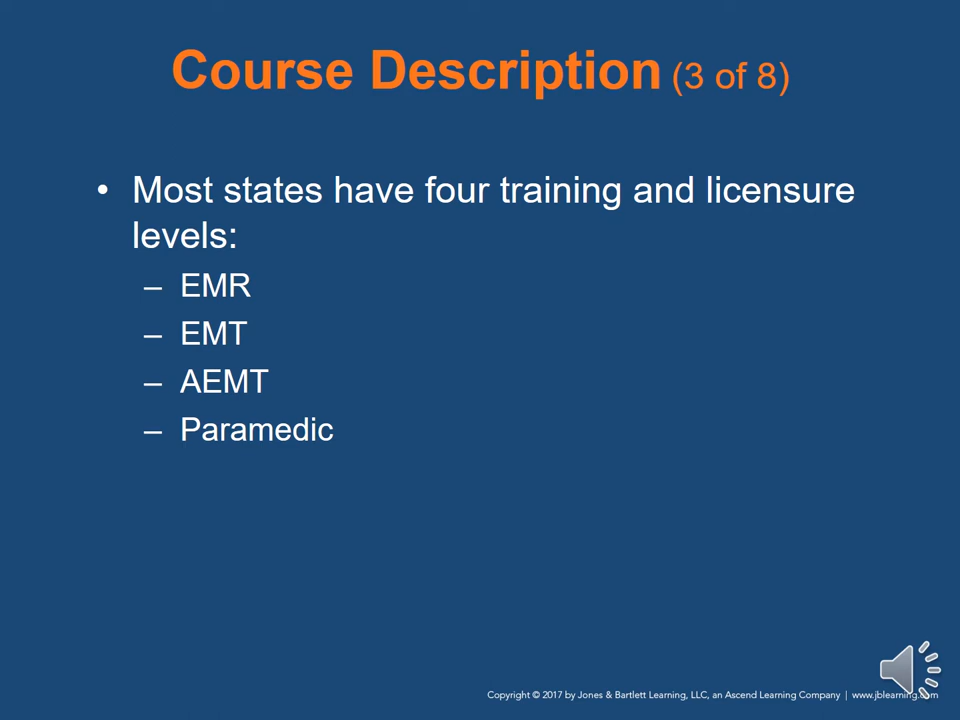 Course Description (3 of 8)
• Most states have four training and licensure
levels:
– EMR
– EMT
– AEMT
– Paramedic
Copyright © 2017 by Jones & Bartlett Learning, LLC, an Ascend Learning Company | www.jblearning.com